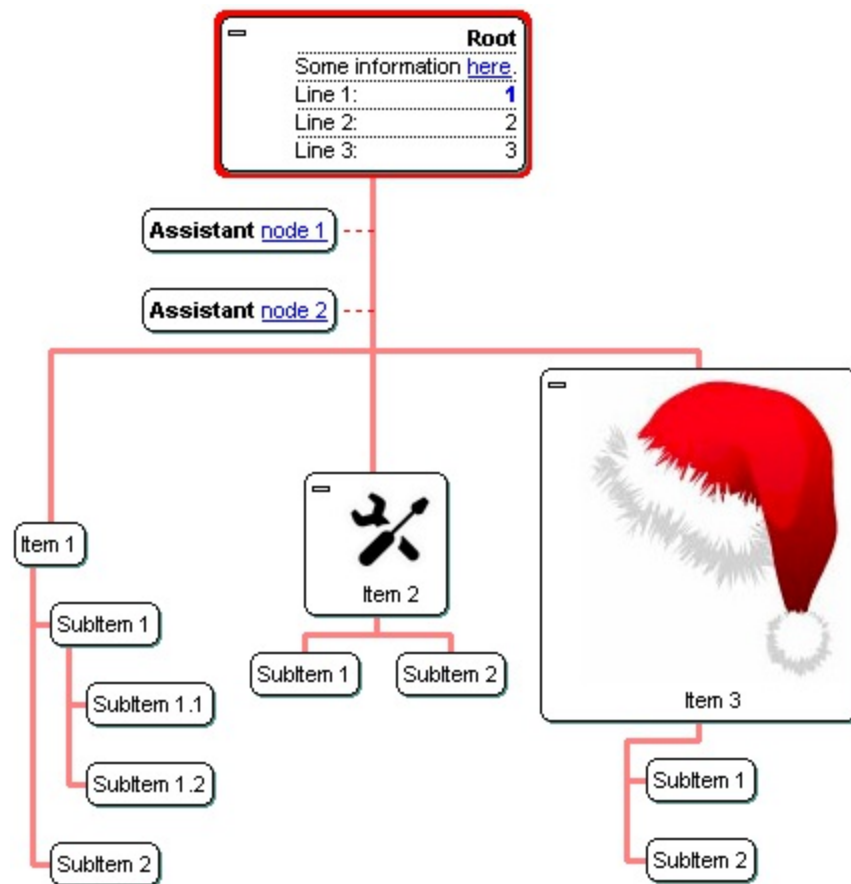 Root
Some information here.
Line 1: 1
Line 2: 2
Line 3: 3
Assistant node 1
Assistant node 2
Item 1
SubItem 1
SubItem 1.1
SubItem 1.2
SubItem 2
Item 2
SubItem 1 SubItem 2
Item 3
SubItem 1
SubItem 2